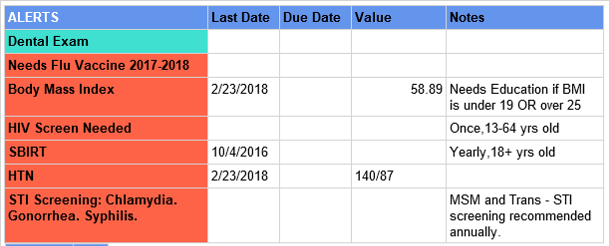 ALERTS Last Date Due Date Value Notes
Dental Exam
Needs Flu Vaccine 2017-2018
Body Mass Index 2/23/2018 58.89 Needs Education if BMI
is under 19 OR over 25
HIV Screen Needed Once,13-64 yrs old
SBIRT 10/4/2016 Yearly,18+ yrs old
HTN 2/23/2018 140/87
STI Screening: Chlamydia. MSM and Trans - STI
Gonorrhea. Syphilis. screening recommended
annually.